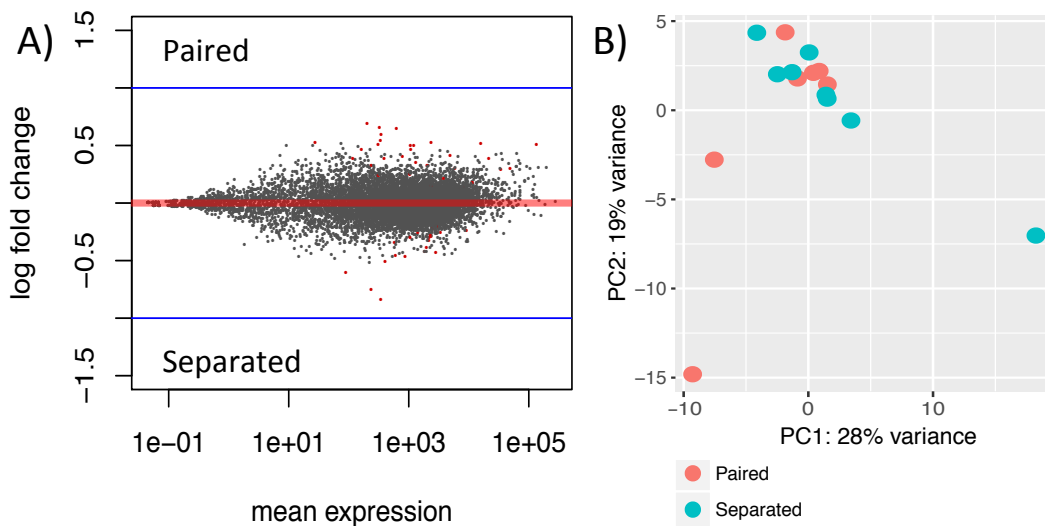 A)
Paired
Separated
log fold change
1.5
0.5
−0.5
−1.5
1e−01
1e+01
1e+03
1e+05
mean expression
B)
PC2: 19% variance
5
0
−5
−10
−15
−10
0
10
PC1: 28% variance
Paired
Separated